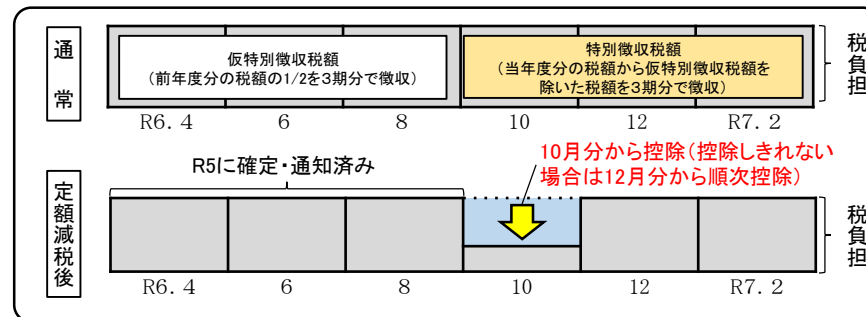 通常
仮特別徴収税額
(前年度分の税額の1/2を3期分で徴収)
特別徴収税額
(当年度分の税額から仮特別徴収税額を
除いた税額を3期分で徴収)
税負担
R6.4 6 8 10 12 R7.2
R5に確定・通知済み
10月分から控除(控除しきれない
場合は12月分から順次控除)
定額減税後
税負担
R6.4 6 8 10 12 R7.2